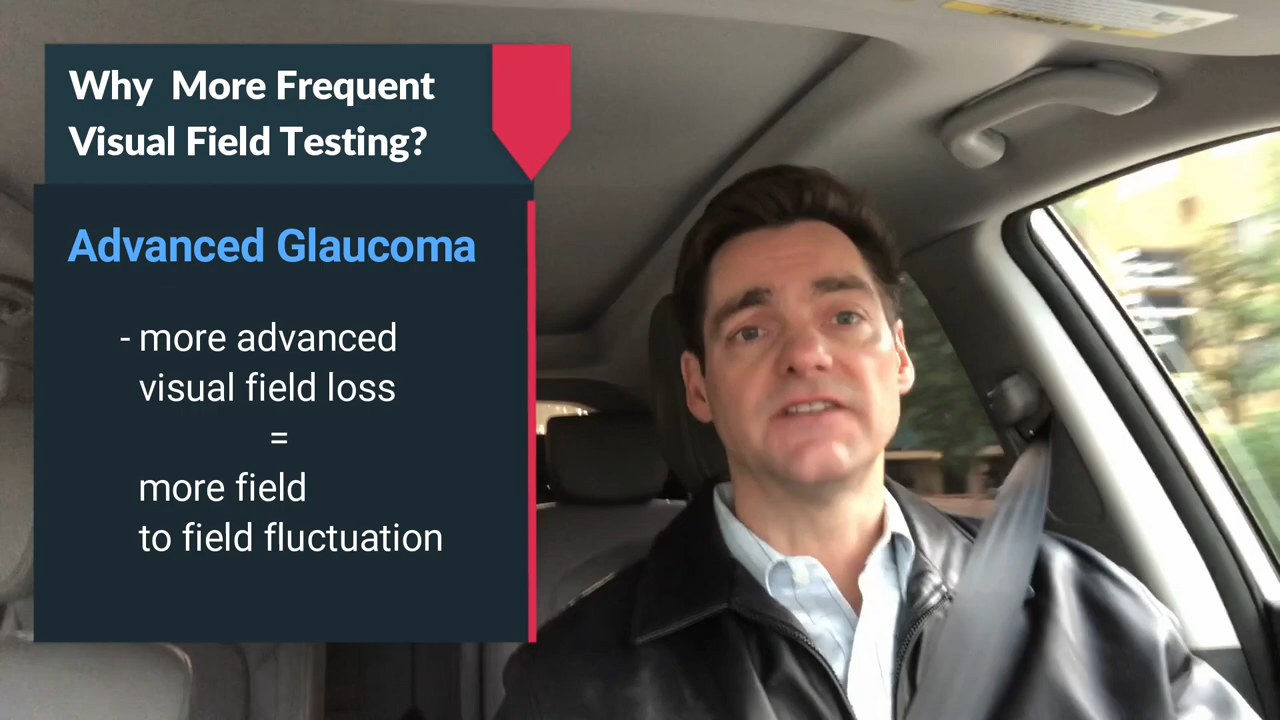 Why More Frequent
Visual Field Testing?
Advanced Glaucoma
- more advanced
visual field loss
=
more field
to field fluctuation